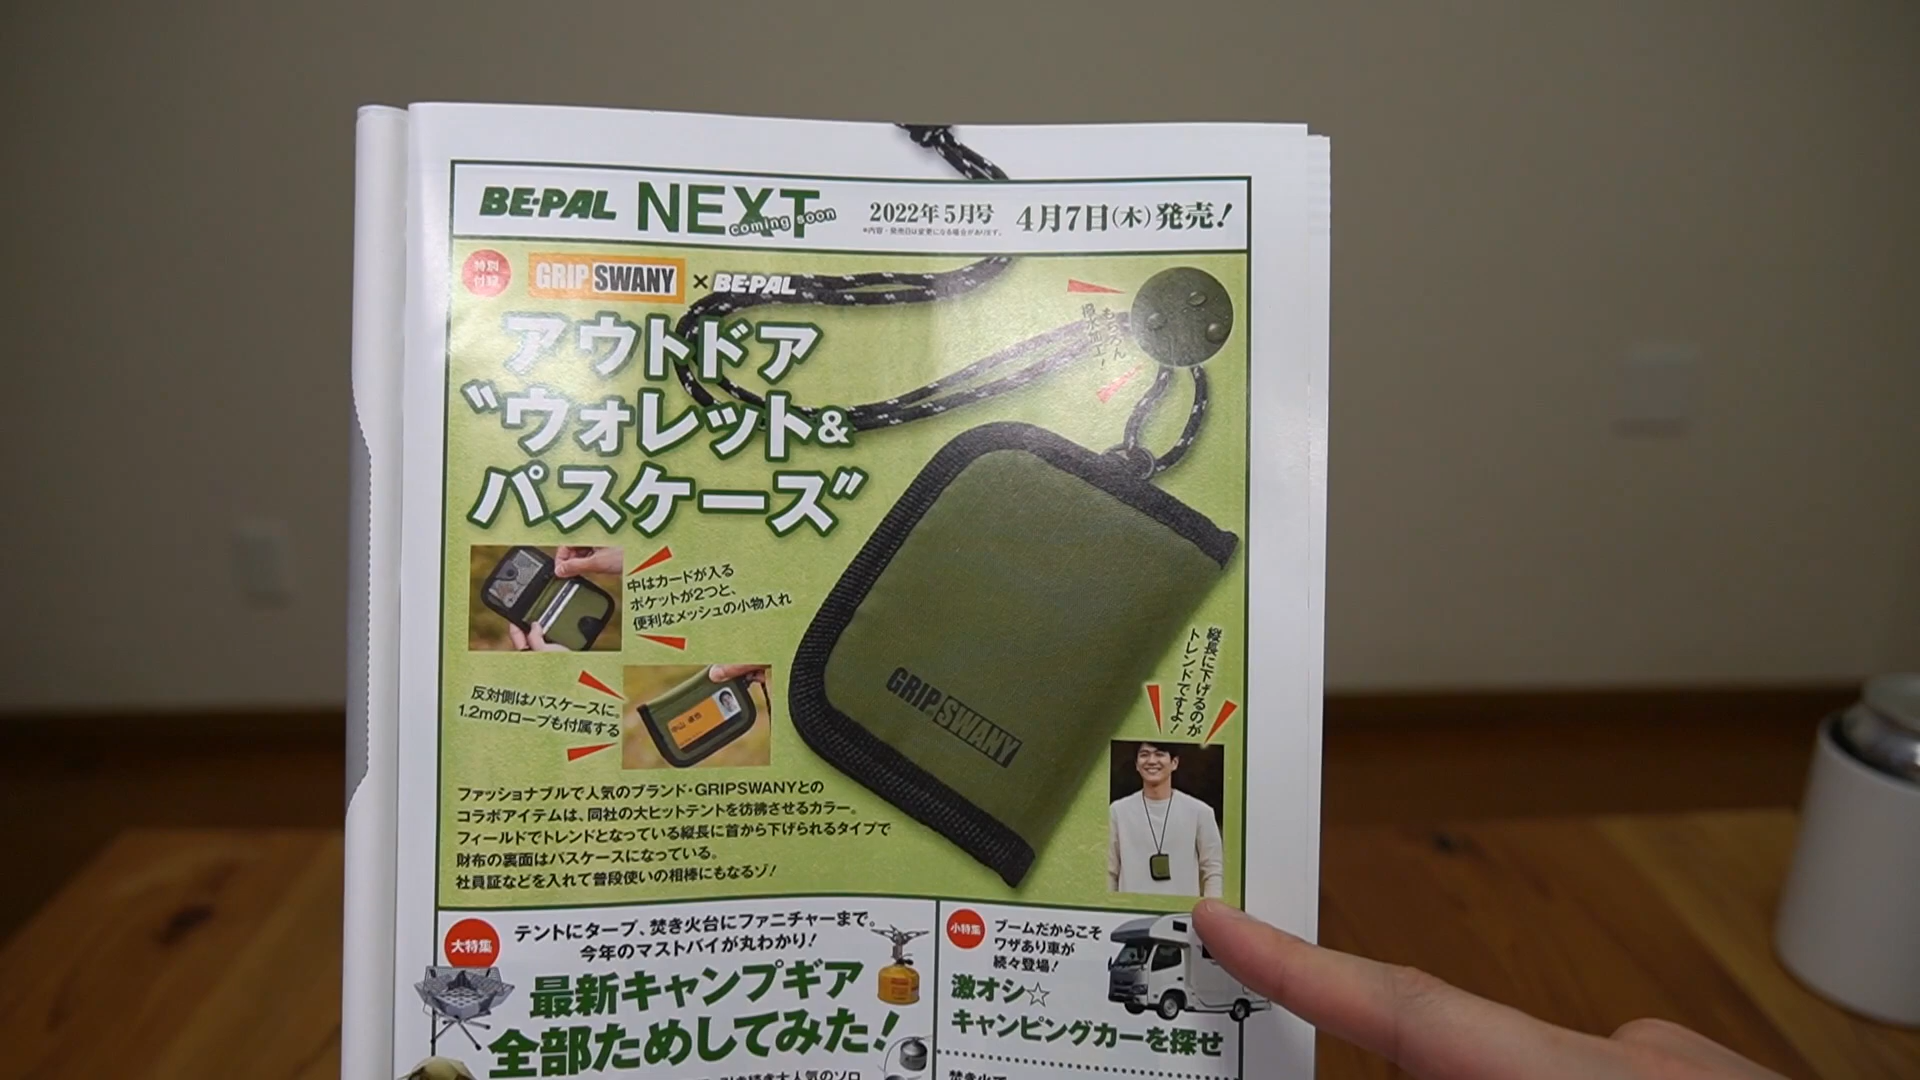 BE-PAL NEXT coming soon
2022年5月号 4月7日(木)発売!
※内容・発売日は変更になる場合があります。
特別
付録
GRIP SWANY × BE-PAL
アウトドア
"ウォレット&
パスケース"
もちろん
撥水加工!
中はカードが入る
ポケットが2つと、
便利なメッシュの小物入れ
反対側はパスケースに。
1.2mのロープも付属する
GRIP SWANY
縦長に下げるのが
トレンドですよ!
ファッショナブルで人気のブランド・GRIPSWANYとの
コラボアイテムは、同社の大ヒットテントを彷彿させるカラー。
フィールドでトレンドとなっている縦長に首から下げられるタイプで
財布の裏面はパスケースになっている。
社員証などを入れて普段使いの相棒にもなるゾ!
大特集
テントにタープ、焚き火台にファニチャーまで。
今年のマストバイが丸わかり!
最新キャンプギア
全部ためしてみた!
小特集
ブームだからこそ
ワザあり車が
続々登場!
激オシ☆
キャンピングカーを探せ